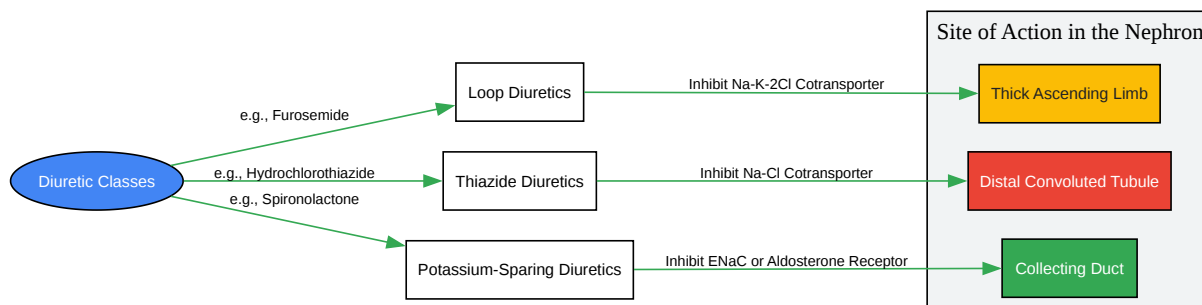 Site of Action in the Nephron
Loop Diuretics
Inhibit Na-K-2Cl Cotransporter
Thick Ascending Limb
e.g., Furosemide
Diuretic Classes
e.g., Hydrochlorothiazide
Thiazide Diuretics
Inhibit Na-Cl Cotransporter
Distal Convoluted Tubule
e.g., Spironolactone
Potassium-Sparing Diuretics
Inhibit ENaC or Aldosterone Receptor
Collecting Duct